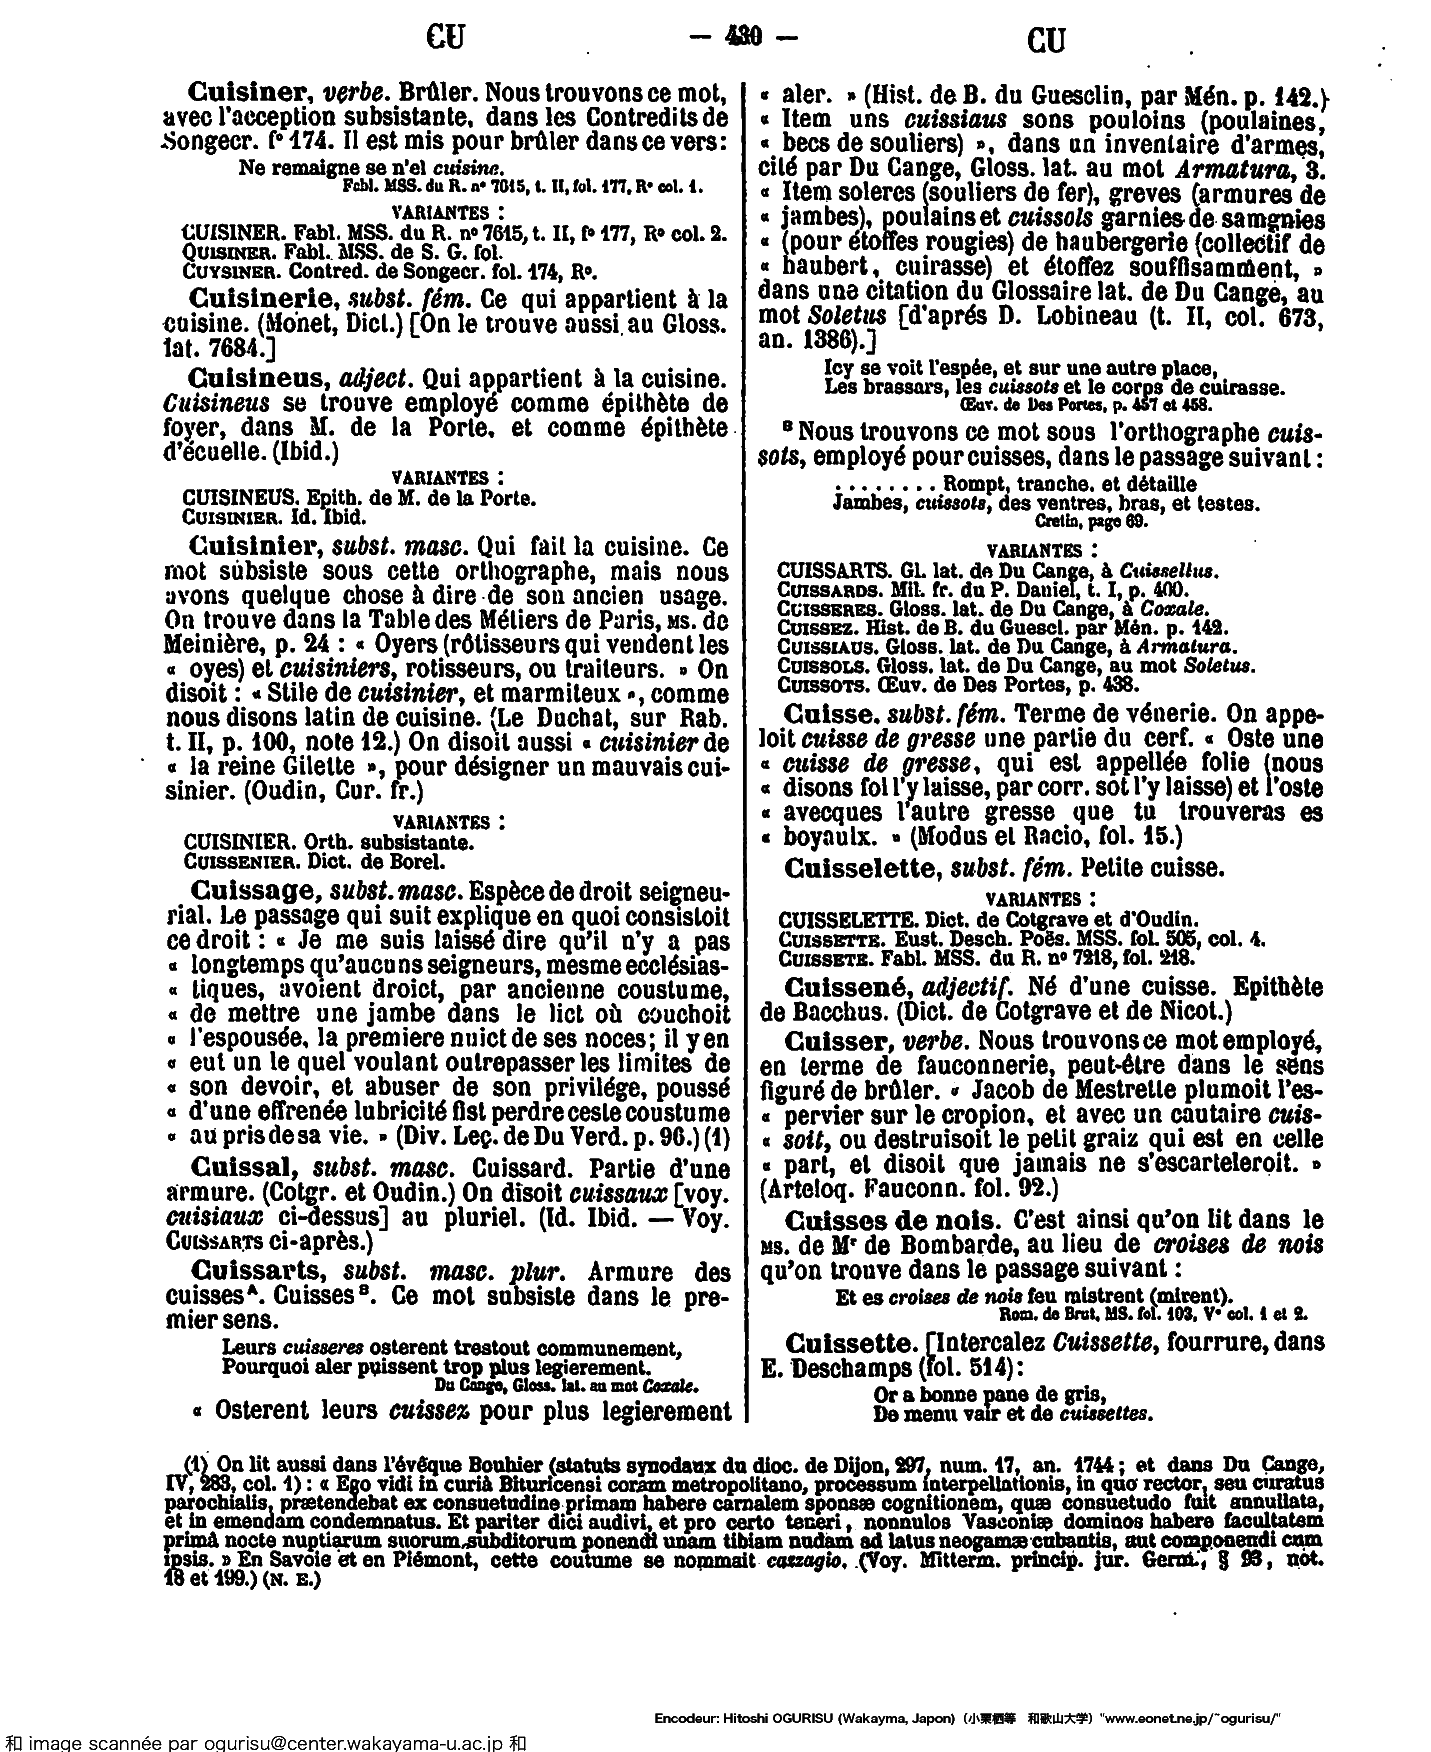 CU
— 430 —
CU
Cuisiner, verbe. Brûler. Nous trouvons ce mot,
avec l'acception subsistante, dans les Contredits de
Songecr. f° 174. Il est mis pour brûler dans ce vers:
Ne remaigne se n'el cuisine.
Fabl. MSS. du R. n° 7615, t. II, fol. 177, R° col. 1.
VARIANTES :
CUISINER. Fabl. MSS. du R. n° 7615, t. II, f° 177, R° col. 2.
QUISINER. Fabl. MSS. de S. G. fol.
CUYSINER. Contred. de Songecr. fol. 174, R°.
Cuisinerie, subst. fém. Ce qui appartient à la
cuisine. (Monet, Dict.) [On le trouve aussi au Gloss.
lat. 7684.]
Cuisineus, adject. Qui appartient à la cuisine.
Cuisineus se trouve employé comme épithète de
foyer, dans M. de la Porte, et comme épithète
d'écuelle. (Ibid.)
VARIANTES :
CUISINEUS. Epith. de M. de la Porte.
CUISINIER. Id. Ibid.
Cuisinier, subst. masc. Qui fait la cuisine. Ce
mot subsiste sous cette orthographe, mais nous
avons quelque chose à dire de son ancien usage.
On trouve dans la Table des Métiers de Paris, MS. de
Meinière, p. 24 : « Oyers (rôtisseurs qui vendent les
« oyes) et cuisiniers, rotisseurs, ou traiteurs. » On
disoit : « Stile de cuisinier, et marmiteux », comme
nous disons latin de cuisine. (Le Duchat, sur Rab.
t. II, p. 100, note 12.) On disoit aussi « cuisinier de
« la reine Gilette », pour désigner un mauvais cui-
sinier. (Oudin, Cur. fr.)
VARIANTES :
CUISINIER. Orth. subsistante.
CUISSENIER. Dict. de Borel.
Cuissage, subst. masc. Espèce de droit seigneu-
rial. Le passage qui suit explique en quoi consistoit
ce droit : « Je me suis laissé dire qu'il n'y a pas
« longtemps qu'aucuns seigneurs, mesme ecclésias-
« tiques, avoient droict, par ancienne coustume,
« de mettre une jambe dans le lict où couchoit
« l'espousée, la premiere nuict de ses noces; il y en
« eut un le quel voulant outrepasser les limites de
« son devoir, et abuser de son privilége, poussé
« d'une effrenée lubricité fist perdre ceste coustume
« au pris de sa vie. » (Div. Leç. de Du Verd. p. 96.) (1)
Cuissal, subst. masc. Cuissard. Partie d'une
armure. (Cotgr. et Oudin.) On disoit cuissaux [voy.
cuisiaux ci-dessus] au pluriel. (Id. Ibid. — Voy.
CUISSARTS ci-après.)
Cuissarts, subst. masc. plur. Armure des
cuisses A. Cuisses B. Ce mot subsiste dans le pre-
mier sens.
Leurs cuisseres osterent trestout communement,
Pourquoi aler puissent trop plus legierement.
Du Cange, Gloss. lat. au mot Coxale.
« Osterent leurs cuissez pour plus legierement
« aler. » (Hist. de B. du Guesclin, par Mén. p. 142.)
« Item uns cuissiaus sons pouloins (poulaines,
« becs de souliers) », dans un inventaire d'armes,
cité par Du Cange, Gloss. lat. au mot Armatura, 3.
« Item soleres (souliers de fer), greves (armures de
« jambes), poulains et cuissols garnies de samgnies
« (pour étoffes rougies) de haubergerie (collectif de
« haubert, cuirasse) et étoffez souffisamment, »
dans une citation du Glossaire lat. de Du Cange, au
mot Soletus [d'aprés D. Lobineau (t. II, col. 673,
an. 1386).]
Icy se voit l'espée, et sur une autre place,
Les brassars, les cuissots et le corps de cuirasse.
Œuv. de Des Portes, p. 457 et 458.
B Nous trouvons ce mot sous l'orthographe cuis-
sots, employé pour cuisses, dans le passage suivant :
. . . . . . . . Rompt, tranche. et détaille
Jambes, cuissots, des ventres, bras, et testes.
Cretin, page 69.
VARIANTES :
CUISSARTS. Gl. lat. de Du Cange, à Cuissellus.
CUISSARDS. Mil. fr. du P. Daniel, t. I, p. 400.
CUISSERES. Gloss. lat. de Du Cange, à Coxale.
CUISSEZ. Hist. de B. du Guescl. par Mén. p. 142.
CUISSIAUS. Gloss. lat. de Du Cange, à Armatura.
CUISSOLS. Gloss. lat. de Du Cange, au mot Soletus.
CUISSOTS. Œuv. de Des Portes, p. 438.
Cuisse, subst. fém. Terme de vénerie. On appe-
loit cuisse de gresse une partie du cerf. « Oste une
« cuisse de gresse, qui est appellée folie (nous
« disons fol l'y laisse, par corr. sot l'y laisse) et l'oste
« avecques l'autre gresse que tu trouveras es
« boyaulx. » (Modus et Racio, fol. 15.)
Cuisselette, subst. fém. Petite cuisse.
VARIANTES :
CUISSELETTE. Dict. de Cotgrave et d'Oudin.
CUISSETTE. Eust. Desch. Poës. MSS. fol. 505, col. 4.
CUISSETE. Fabl. MSS. du R. n° 7218, fol. 218.
Cuissené, adjectif. Né d'une cuisse. Epithète
de Bacchus. (Dict. de Cotgrave et de Nicot.)
Cuisser, verbe. Nous trouvons ce mot employé,
en terme de fauconnerie, peut-être dans le sens
figuré de brûler. « Jacob de Mestrelle plumoit l'es-
« pervier sur le cropion, et avec un cautaire cuis-
« soit, ou destruisoit le petit graiz qui est en celle
« part, et disoit que jamais ne s'escarteleroit. »
(Arteloq. Fauconn. fol. 92.)
Cuisses de nois. C'est ainsi qu'on lit dans le
MS. de Mr de Bombarde, au lieu de croises de nois
qu'on trouve dans le passage suivant :
Et es croises de nois feu mistrent (mirent).
Rom. de Brut, MS. fol. 103, V° col. 1 et 2.
Cuissette. [Intercalez Cuissette, fourrure, dans
E. Deschamps (fol. 514):
Or a bonne pane de gris,
De menu vair et de cuissettes.
(1) On lit aussi dans l'évêque Bouhier (statuts synodaux du dioc. de Dijon, 297, num. 17, an. 1744; et dans Du Cange,
IV, 283, col. 1) : « Ego vidi in curiâ Bituricensi coram metropolitano, processum interpellationis, in quo rector, seu curatus
parochialis, prætendebat ex consuetudine primam habere carnalem sponsæ cognitionem, quæ consuetudo fuit annullata,
et in emendam condemnatus. Et pariter dici audivi, et pro certo teneri, nonnulos Vasconiæ dominos habere facultatem
primâ nocte nuptiarum suorum subditorum ponendi unam tibiam nudam ad latus neogamæ cubantis, aut componendi cum
ipsis. » En Savoie et en Piémont, cette coutume se nommait cazzagio. (Voy. Mitterm. princip. jur. Germ., § 93, not.
18 et 199.) (N. E.)
Encodeur: Hitoshi OGURISU (Wakayma, Japon) (小栗栖等 和歌山大学) "www.eonet.ne.jp/~ogurisu/"
和 image scannée par ogurisu@center.wakayama-u.ac.jp 和